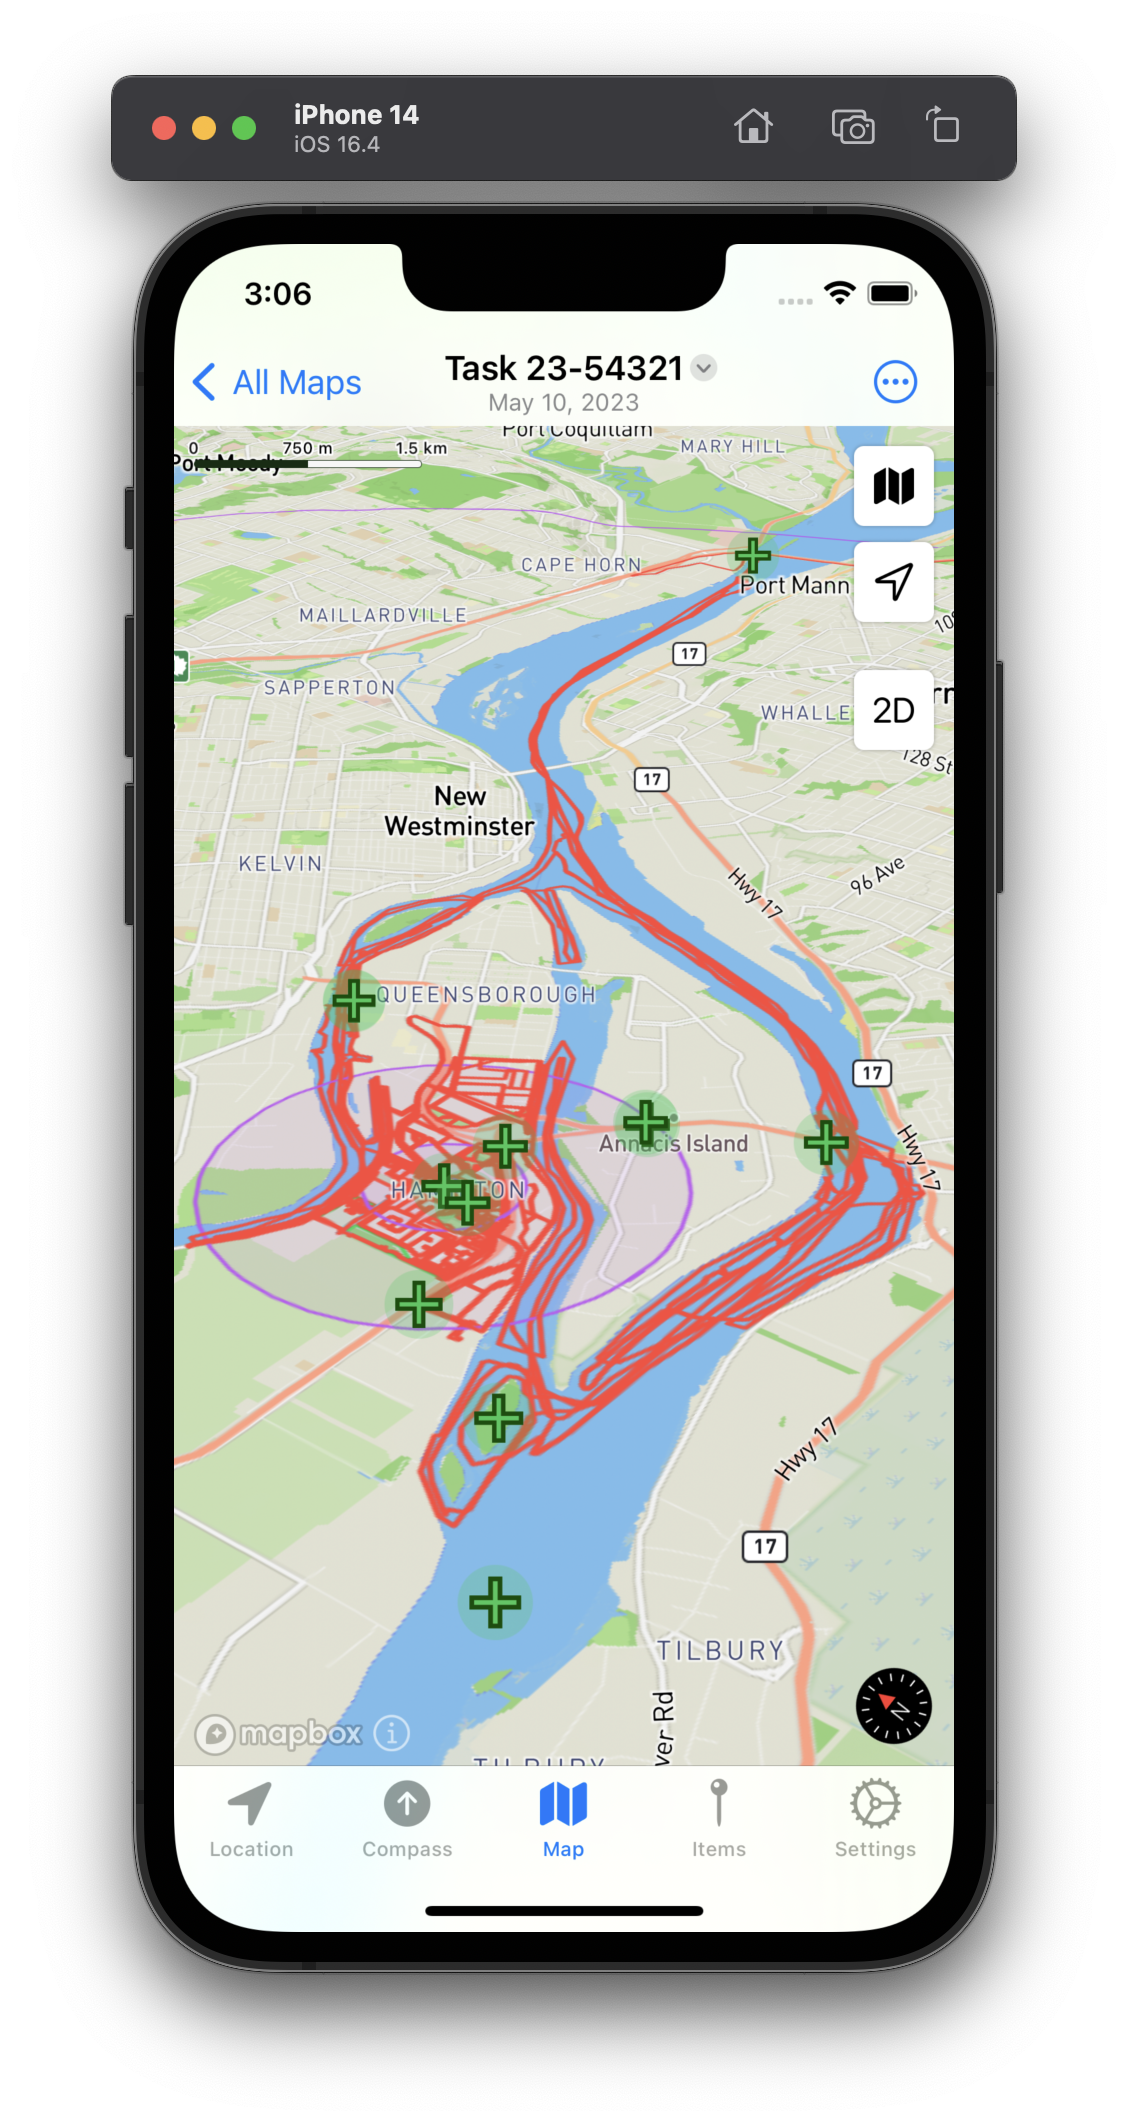 iPhone 14
iOS 16.4
3:06
All Maps
Task 23-54321
May 10, 2023
Port Coquitlam
MARY HILL
0 750 m 1.5 km
Port Moody
CAPE HORN
Port Mann
MAILLARDVILLE
17
SAPPERTON
WHALLE
2D
128 St
17
New
Westminster
KELVIN
Hwy 17
96 Ave
QUEENSBOROUGH
17
Annacis Island
Hwy 17
Hwy 17
17
TILBURY
N
mapbox
i
ver Rd
TILBURY
Location
Compass
Map
Items
Settings